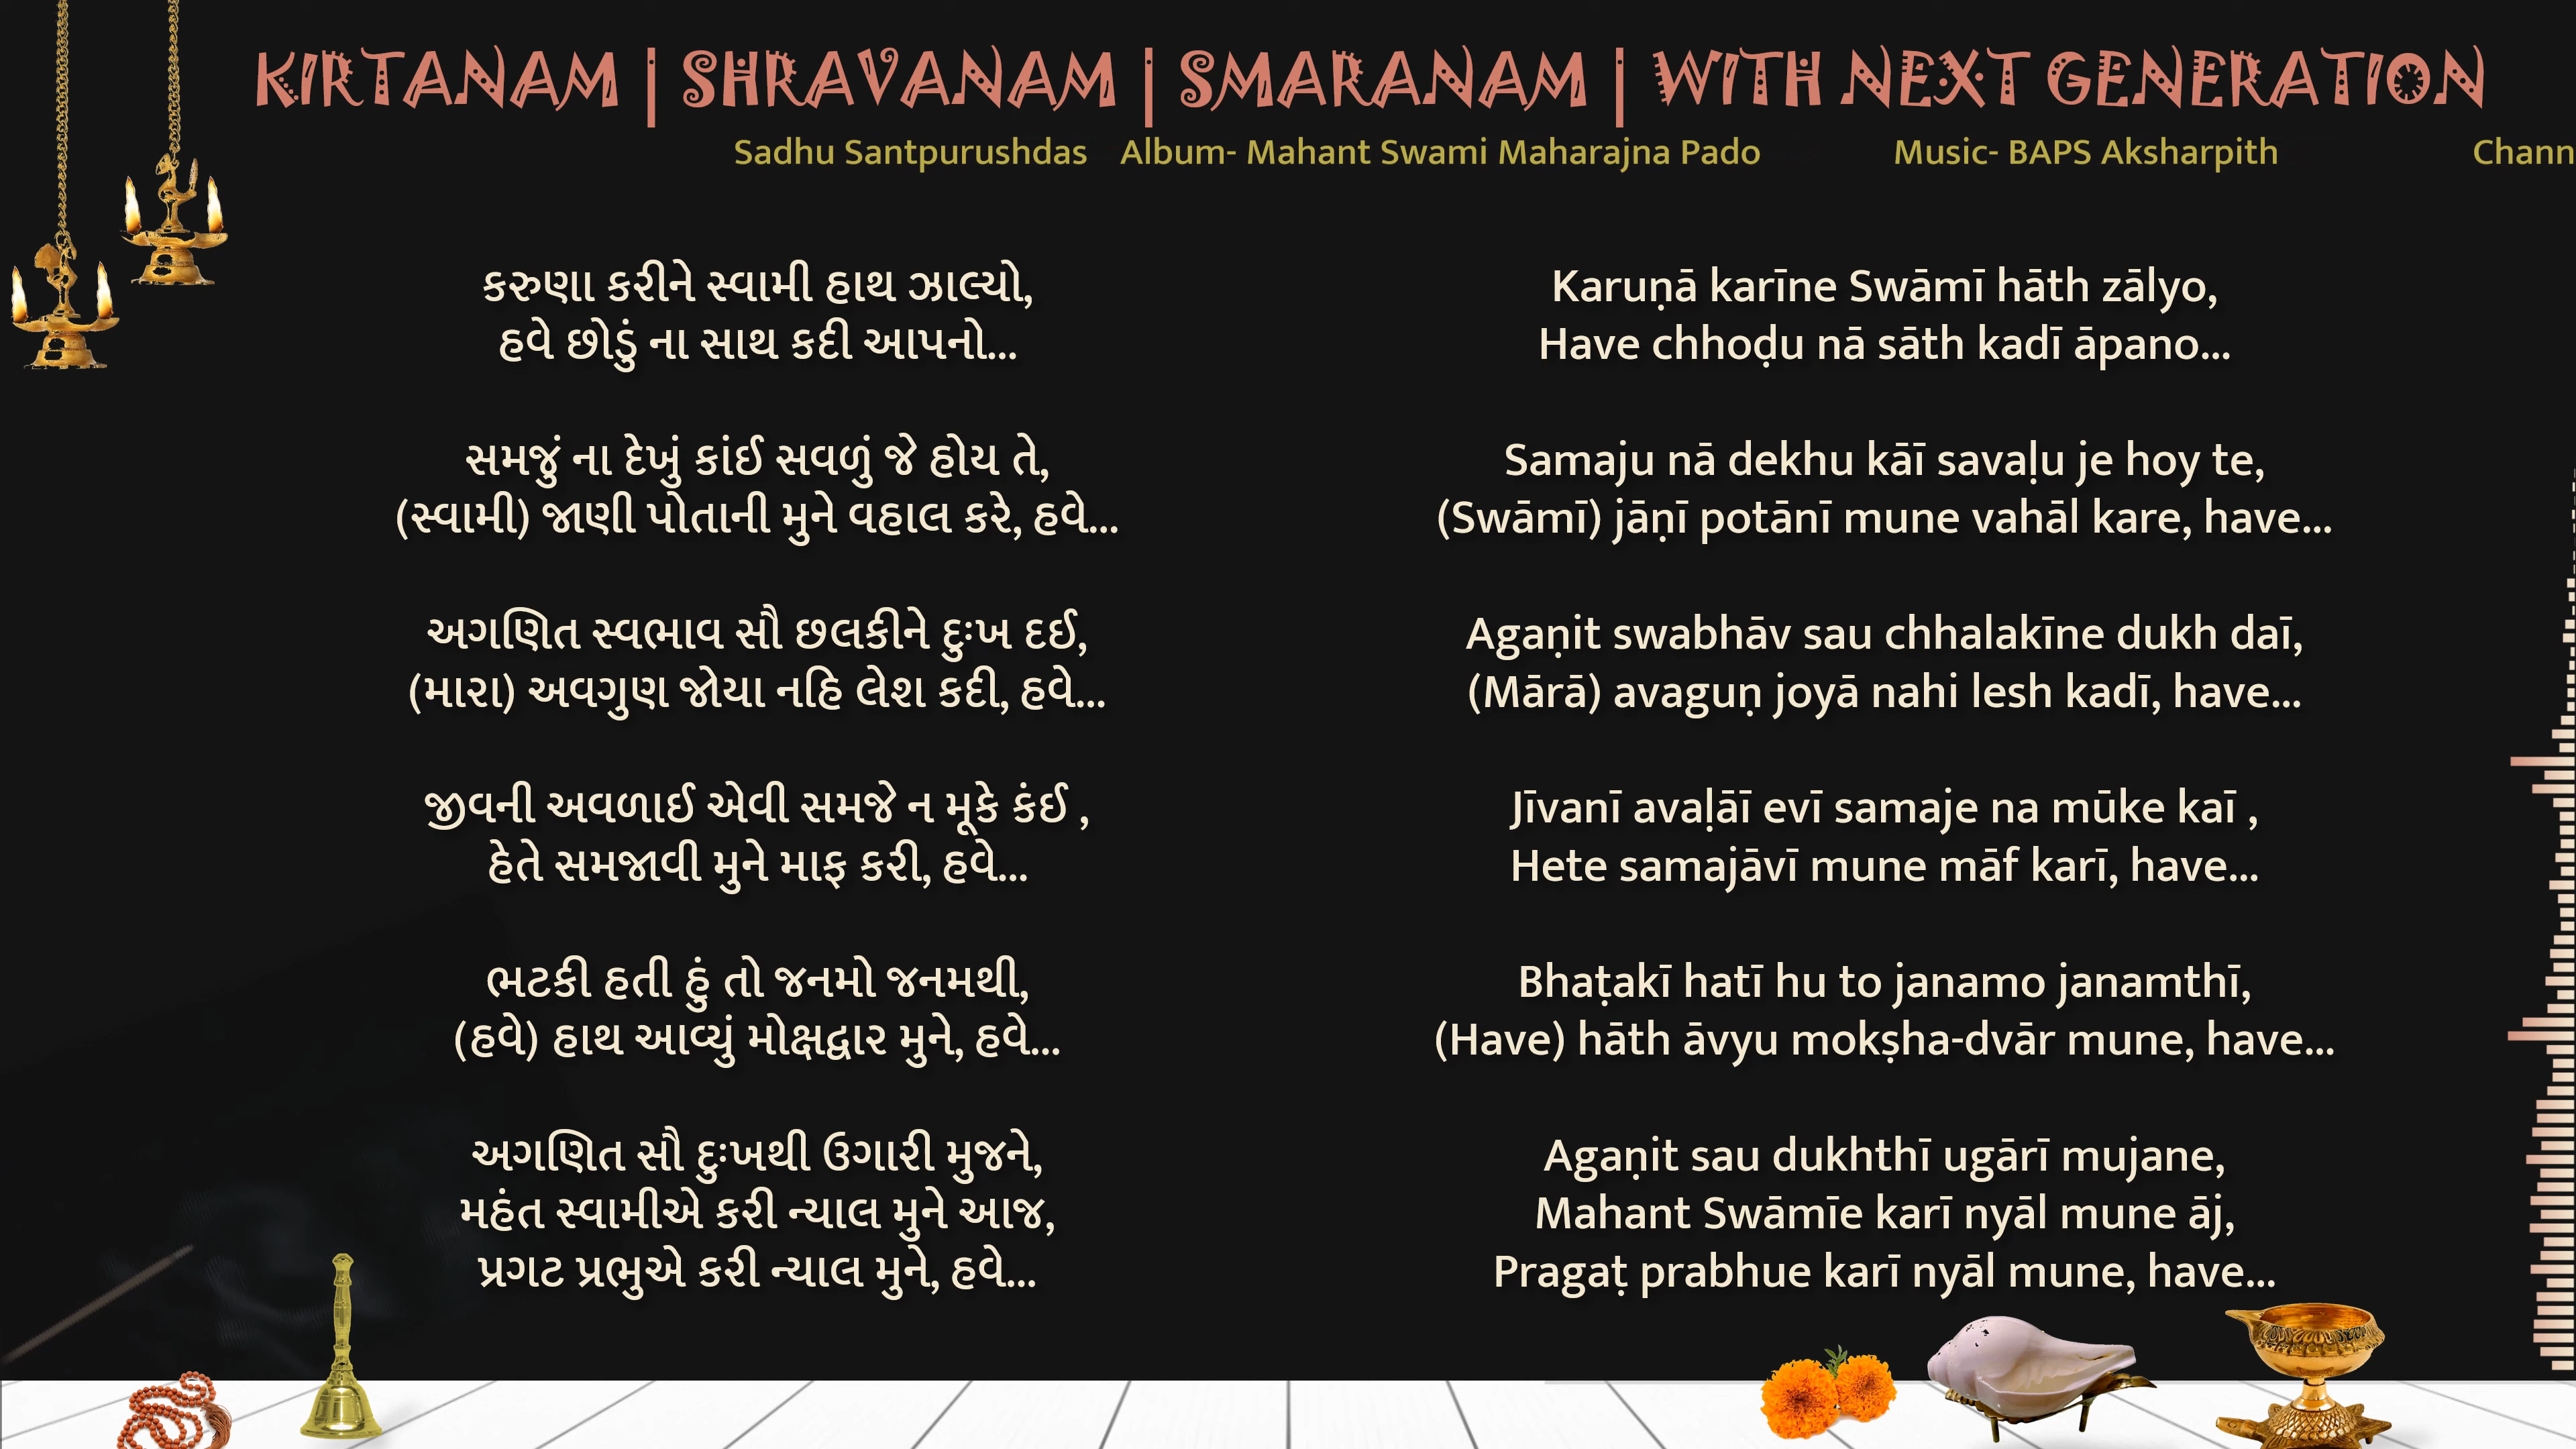 KIRTANAM | SHRAVANAM | SMARANAM | WITH NEXT GENERATION
Sadhu Santpurushdas Album- Mahant Swami Maharajna Pado Music- BAPS Aksharpith
કરુણા કરીને સ્વામી હાથ ઝાલ્યો,
હવે છોડું ના સાથ કદી આપનો...
સમજું ના દેખું કાંઈ સવળું જે હોય તે,
(સ્વામી) જાણી પોતાની મુને વહાલ કરે, હવે...
અગણિત સ્વભાવ સૌ છલકીને દુઃખ દઈ,
(મારા) અવગુણ જોયા નહિ લેશ કદી, હવે...
જીવની અવળાઈ એવી સમજે ન મૂકે કંઈ ,
હેતે સમજાવી મુને માફ કરી, હવે...
ભટકી હતી હું તો જનમો જનમથી,
(હવે) હાથ આવ્યું મોક્ષદ્વાર મુને, હવે...
અગણિત સૌ દુઃખથી ઉગારી મુજને,
મહંત સ્વામીએ કરી ન્યાલ મુને આજ,
પ્રગટ પ્રભુએ કરી ન્યાલ મુને, હવે...
Karuṇā karīne Swāmī hāth zālyo,
Have chhoḍu nā sāth kadī āpano...
Samaju nā dekhu kāī savaḷu je hoy te,
(Swāmī) jāṇī potānī mune vahāl kare, have...
Agaṇit swabhāv sau chhalakīne dukh daī,
(Mārā) avaguṇ joyā nahi lesh kadī, have...
Jīvanī avaḷāī evī samaje na mūke kaī ,
Hete samajāvī mune māf karī, have...
Bhaṭakī hatī hu to janamo janamthī,
(Have) hāth āvyu mokṣha-dvār mune, have...
Agaṇit sau dukhthī ugārī mujane,
Mahant Swāmīe karī nyāl mune āj,
Pragaṭ prabhue karī nyāl mune, have...